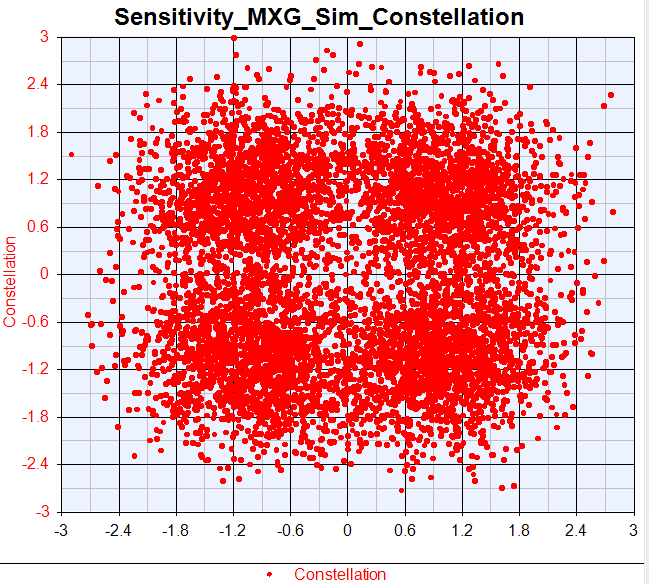 Sensitivity_MXG_Sim_Constellation
3
2.4
1.8
1.2
0.6
0
-0.6
-1.2
-1.8
-2.4
-3
Constellation
-3 -2.4 -1.8 -1.2 -0.6 0 0.6 1.2 1.8 2.4 3
Constellation